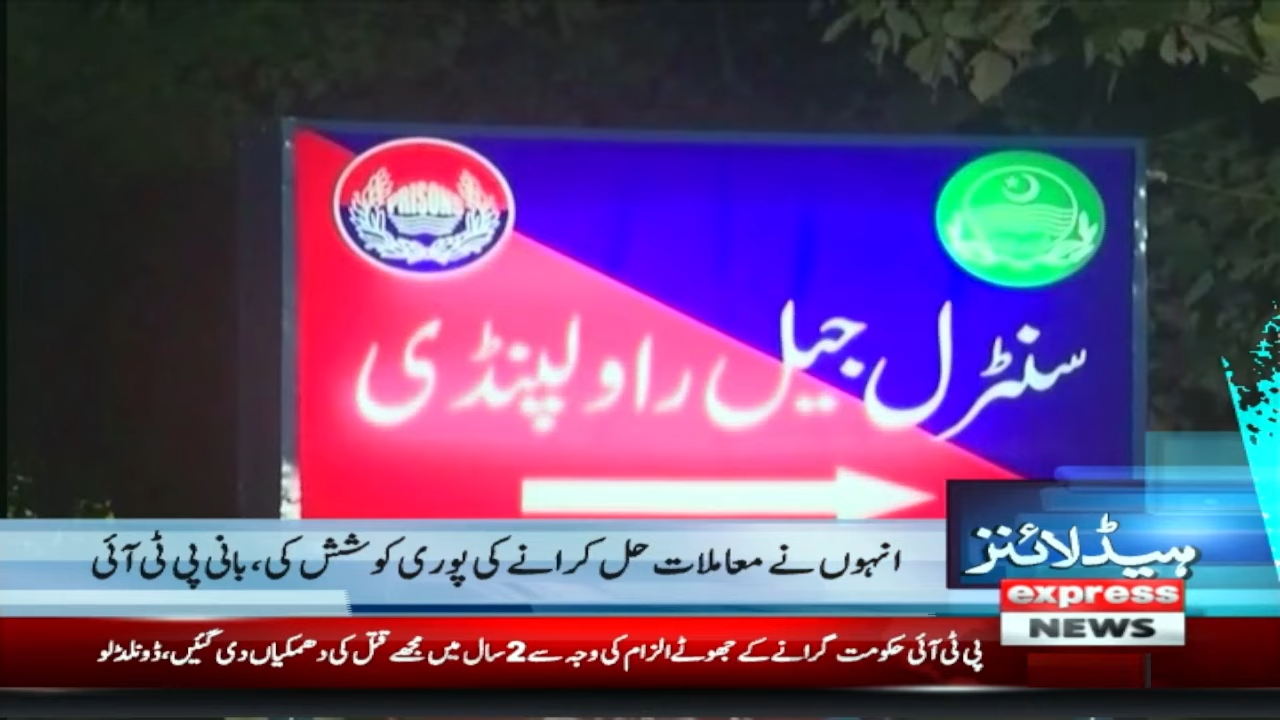 PRISONS
سنٹرل جیل راولپنڈی
ہیڈلائنز
انہوں نے معاملات حل کرانے کی پوری کوشش کی، بانی پی ٹی آئی
express
NEWS
پی ٹی آئی حکومت گرانے کے جھوٹے الزام کی وجہ سے 2 سال میں مجھے قتل کی دھمکیاں دی گئیں، ڈونلڈ لو